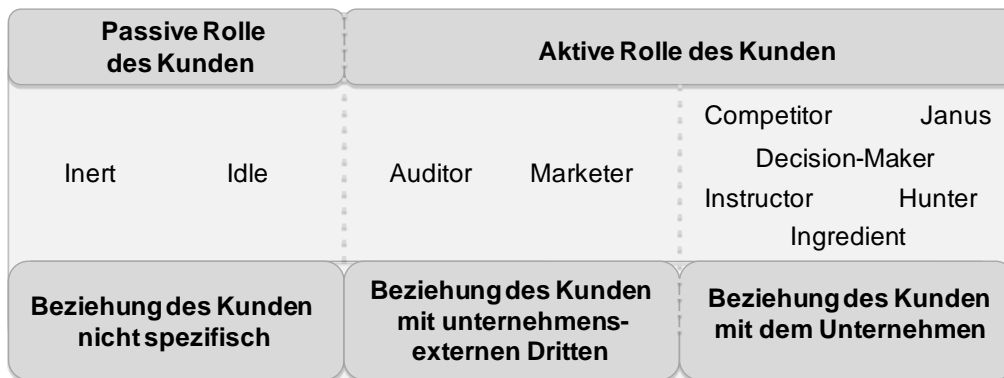 Passive Rolle
des Kunden
Aktive Rolle des Kunden
Inert Idle
Auditor Marketer
Competitor Janus
Decision-Maker
Instructor Hunter
Ingredient
Beziehung des Kunden
nicht spezifisch
Beziehung des Kunden
mit unternehmens-
externen Dritten
Beziehung des Kunden
mit dem Unternehmen